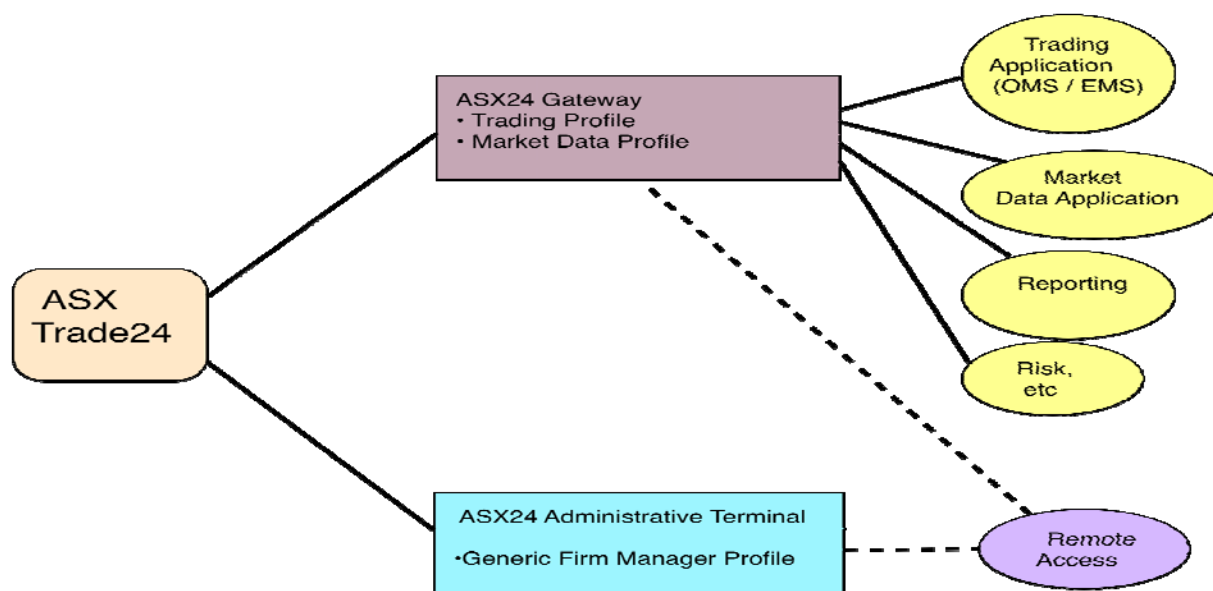 ASX
Trade24
ASX24 Gateway
• Trading Profile
• Market Data Profile
Trading
Application
(OMS / EMS)
Market
Data Application
Reporting
Risk,
etc
ASX24 Administrative Terminal
•Generic Firm Manager Profile
Remote
Access